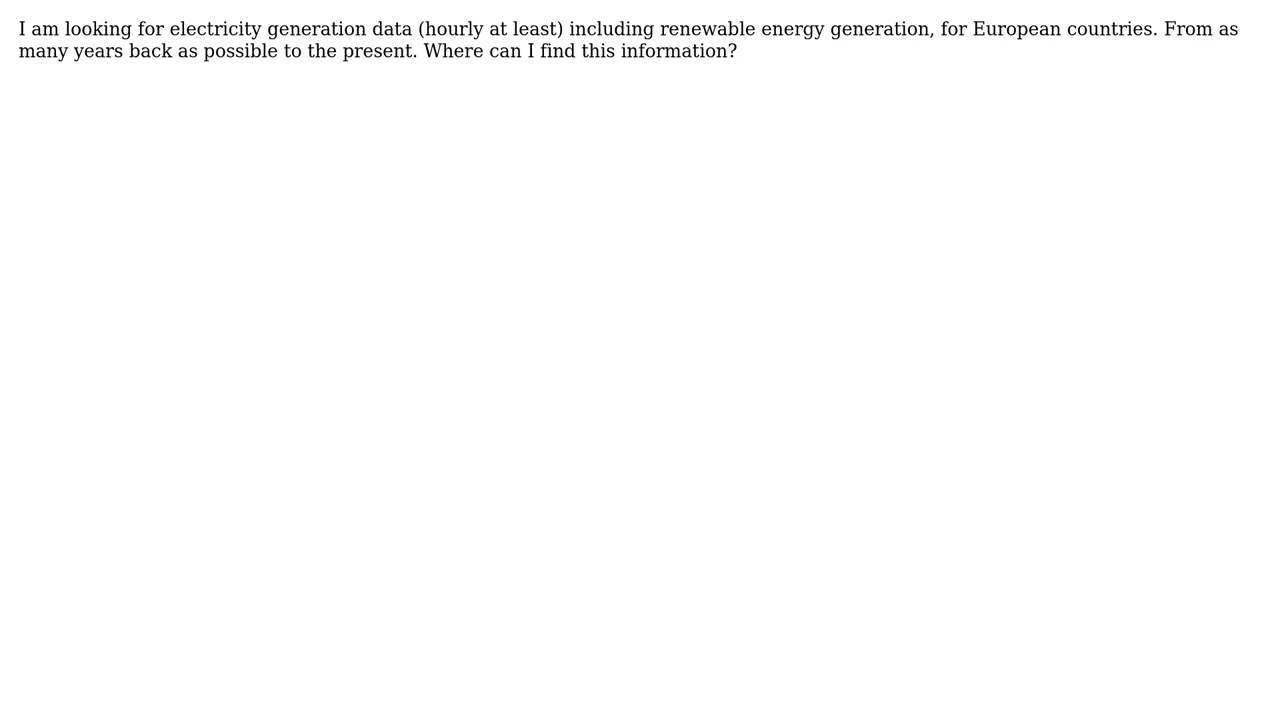 I am looking for electricity generation data (hourly at least) including renewable energy generation, for European countries. From as
many years back as possible to the present. Where can I find this information?